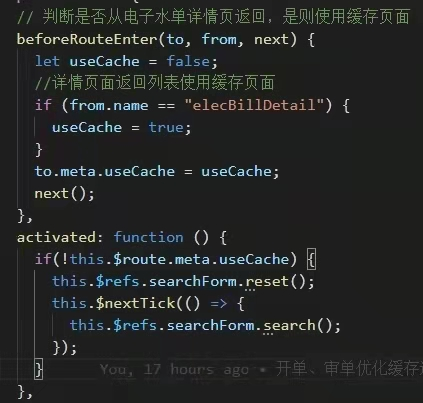 // 判断是否从电子水单详情页返回，是则使用缓存页面
beforeRouteEnter(to, from, next) {
let useCache = false;
//详情页面返回列表使用缓存页面
if (from.name == "elecBillDetail") {
useCache = true;
}
to.meta.useCache = useCache;
next();
},
activated: function () {
if(!this.$route.meta.useCache) {
this.$refs.searchForm.reset();
this.$nextTick(() => {
this.$refs.searchForm.search();
});
}      You, 17 hours ago • 开单、审单优化缓存
},